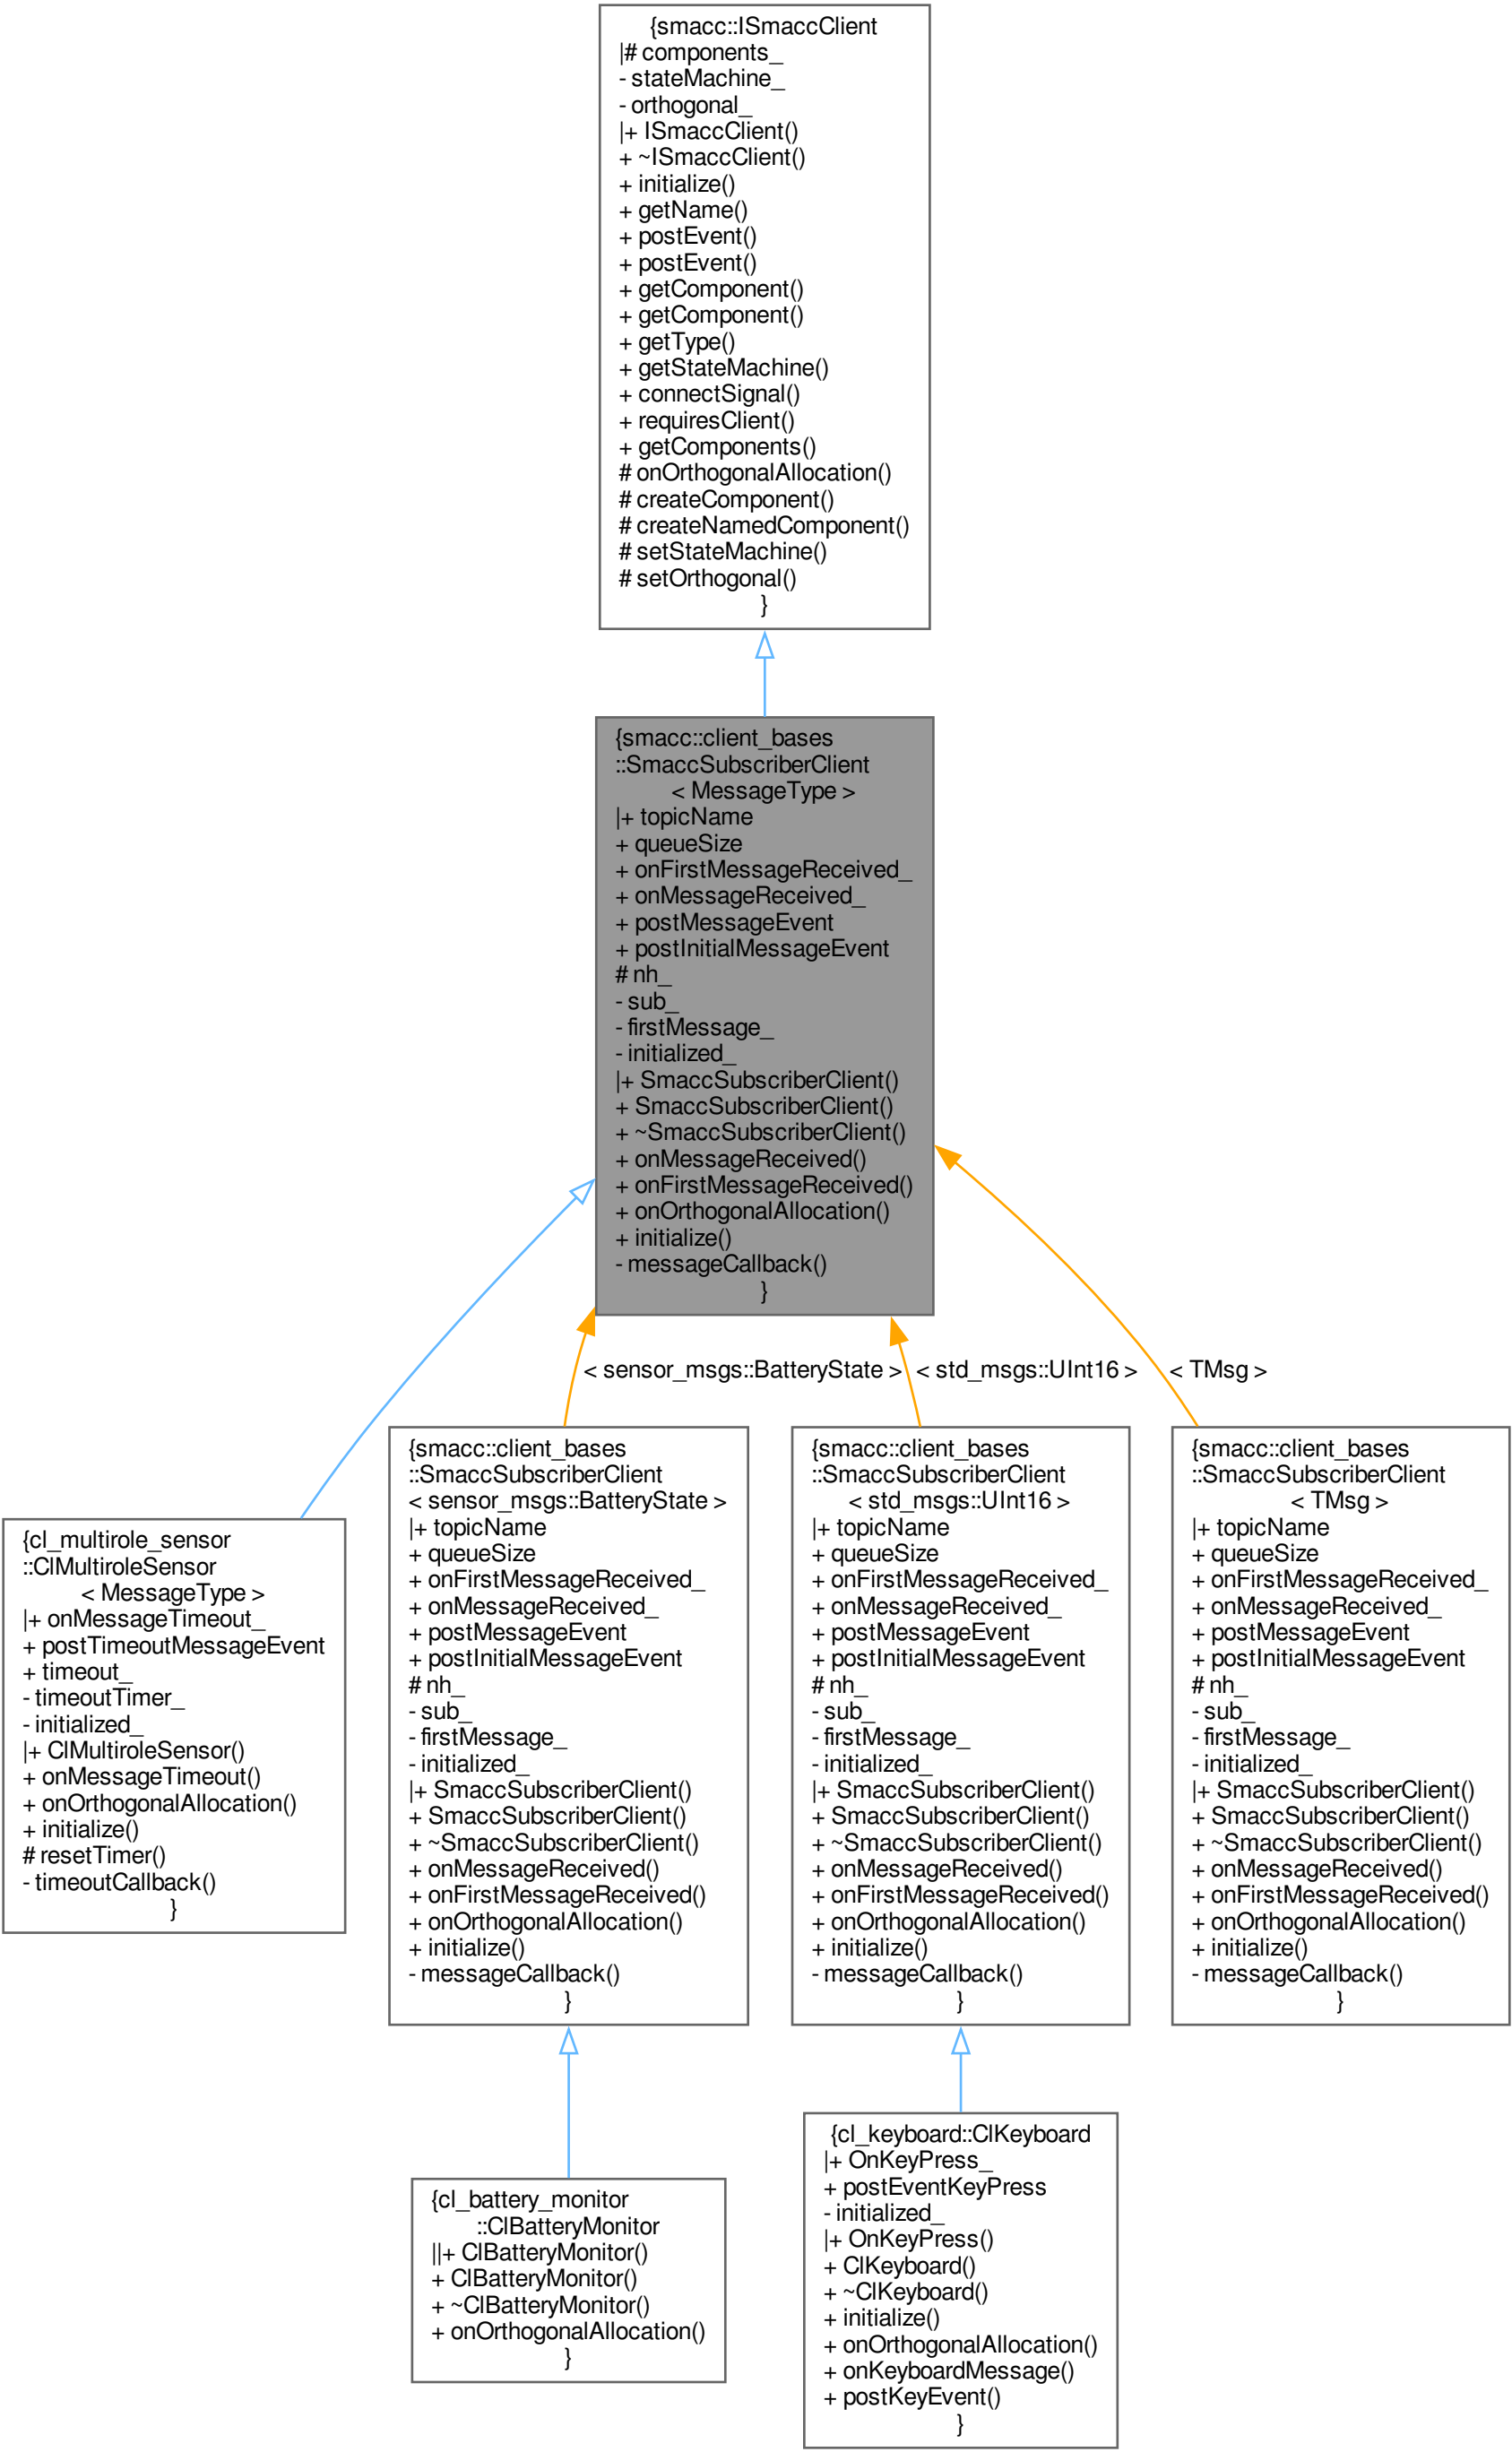 {smacc::ISmaccClient
|# components_
- stateMachine_
- orthogonal_
|+ ISmaccClient()
+ ~ISmaccClient()
+ initialize()
+ getName()
+ postEvent()
+ postEvent()
+ getComponent()
+ getComponent()
+ getType()
+ getStateMachine()
+ connectSignal()
+ requiresClient()
+ getComponents()
# onOrthogonalAllocation()
# createComponent()
# createNamedComponent()
# setStateMachine()
# setOrthogonal()
}
{smacc::client_bases
::SmaccSubscriberClient
< MessageType >
|+ topicName
+ queueSize
+ onFirstMessageReceived_
+ onMessageReceived_
+ postMessageEvent
+ postInitialMessageEvent
# nh_
- sub_
- firstMessage_
- initialized_
|+ SmaccSubscriberClient()
+ SmaccSubscriberClient()
+ ~SmaccSubscriberClient()
+ onMessageReceived()
+ onFirstMessageReceived()
+ onOrthogonalAllocation()
+ initialize()
- messageCallback()
}
< sensor_msgs::BatteryState >
< std_msgs::UInt16 >
< TMsg >
{cl_multirole_sensor
::ClMultiroleSensor
< MessageType >
|+ onMessageTimeout_
+ postTimeoutMessageEvent
+ timeout_
- timeoutTimer_
- initialized_
|+ ClMultiroleSensor()
+ onMessageTimeout()
+ onOrthogonalAllocation()
+ initialize()
# resetTimer()
- timeoutCallback()
}
{smacc::client_bases
::SmaccSubscriberClient
< sensor_msgs::BatteryState >
|+ topicName
+ queueSize
+ onFirstMessageReceived_
+ onMessageReceived_
+ postMessageEvent
+ postInitialMessageEvent
# nh_
- sub_
- firstMessage_
- initialized_
|+ SmaccSubscriberClient()
+ SmaccSubscriberClient()
+ ~SmaccSubscriberClient()
+ onMessageReceived()
+ onFirstMessageReceived()
+ onOrthogonalAllocation()
+ initialize()
- messageCallback()
}
{smacc::client_bases
::SmaccSubscriberClient
< std_msgs::UInt16 >
|+ topicName
+ queueSize
+ onFirstMessageReceived_
+ onMessageReceived_
+ postMessageEvent
+ postInitialMessageEvent
# nh_
- sub_
- firstMessage_
- initialized_
|+ SmaccSubscriberClient()
+ SmaccSubscriberClient()
+ ~SmaccSubscriberClient()
+ onMessageReceived()
+ onFirstMessageReceived()
+ onOrthogonalAllocation()
+ initialize()
- messageCallback()
}
{smacc::client_bases
::SmaccSubscriberClient
< TMsg >
|+ topicName
+ queueSize
+ onFirstMessageReceived_
+ onMessageReceived_
+ postMessageEvent
+ postInitialMessageEvent
# nh_
- sub_
- firstMessage_
- initialized_
|+ SmaccSubscriberClient()
+ SmaccSubscriberClient()
+ ~SmaccSubscriberClient()
+ onMessageReceived()
+ onFirstMessageReceived()
+ onOrthogonalAllocation()
+ initialize()
- messageCallback()
}
{cl_battery_monitor
::ClBatteryMonitor
||+ ClBatteryMonitor()
+ ClBatteryMonitor()
+ ~ClBatteryMonitor()
+ onOrthogonalAllocation()
}
{cl_keyboard::ClKeyboard
|+ OnKeyPress_
+ postEventKeyPress
- initialized_
|+ OnKeyPress()
+ ClKeyboard()
+ ~ClKeyboard()
+ initialize()
+ onOrthogonalAllocation()
+ onKeyboardMessage()
+ postKeyEvent()
}